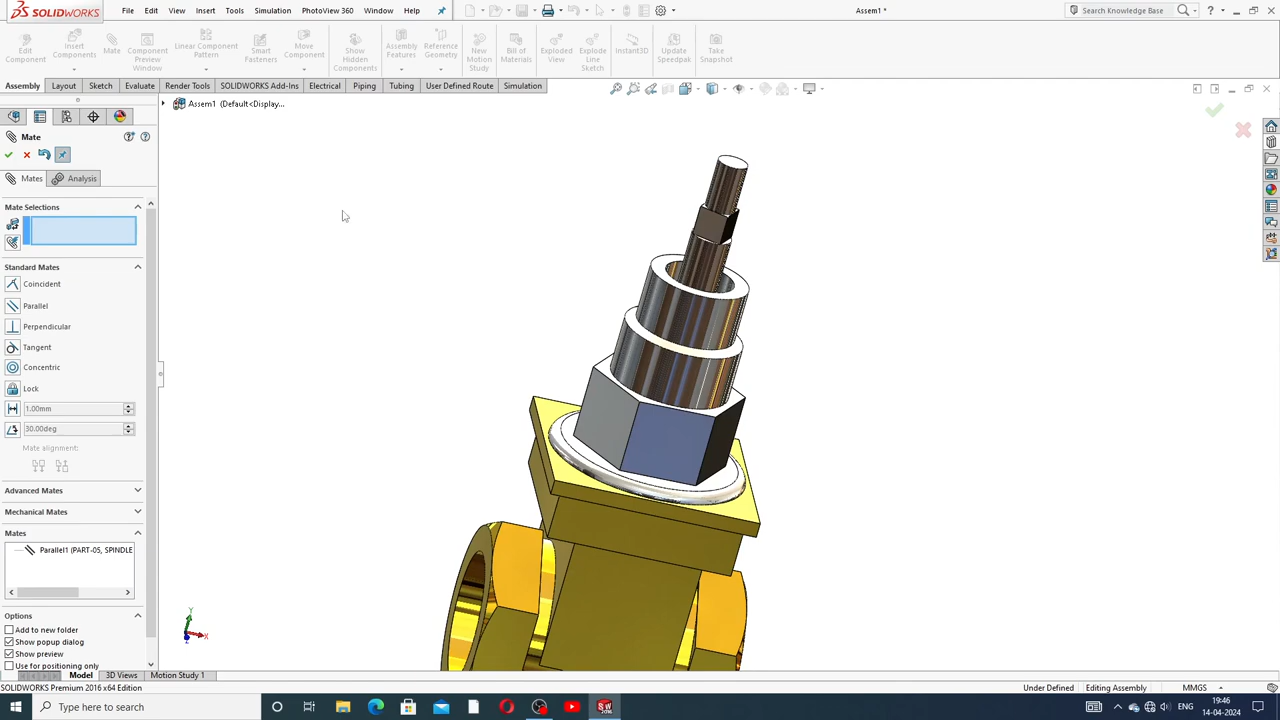 SOLIDWORKS File Edit View Insert Tools Simulation PhotoView 360 Window Help Assem1 * Search Knowledge Base
Edit Component
Insert Components
Mate
Component Preview Window
Linear Component Pattern
Smart Fasteners
Move Component
Show Hidden Components
Assembly Features
Reference Geometry
New Motion Study
Bill of Materials
Exploded View
Explode Line Sketch
Instant3D
Update Speedpak
Take Snapshot
Assembly Layout Sketch Evaluate Render Tools SOLIDWORKS Add-Ins Electrical Piping Tubing User Defined Route Simulation
Assem1 (Default<Display...
Mate
Mates Analysis
Mate Selections
Standard Mates
Coincident
Parallel
Perpendicular
Tangent
Concentric
Lock
1.00mm
30.00deg
Mate alignment:
Advanced Mates
Mechanical Mates
Mates
Parallel1 (PART-05, SPINDLE
Options
Add to new folder
Show popup dialog
Show preview
Use for positioning only
Y
X
Z
Model 3D Views Motion Study 1
SOLIDWORKS Premium 2016 x64 Edition Under Defined Editing Assembly MMGS
Type here to search ENG 19:46
14-04-2024